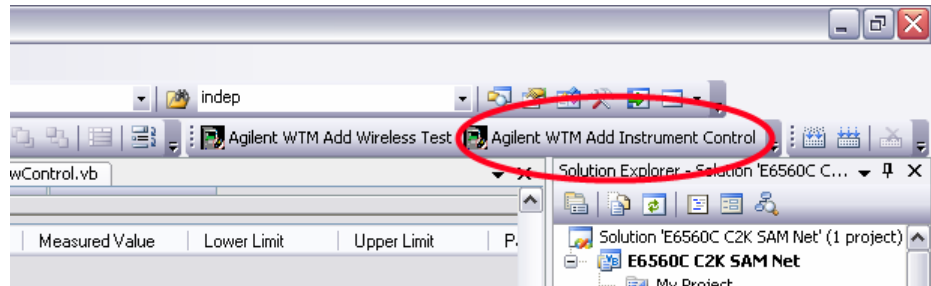 indep
Agilent WTM Add Wireless Test Agilent WTM Add Instrument Control
wControl.vb
Solution Explorer - Solution 'E6560C C...
Measured Value Lower Limit Upper Limit P
Solution 'E6560C C2K SAM Net' (1 project)
E6560C C2K SAM Net
My Project